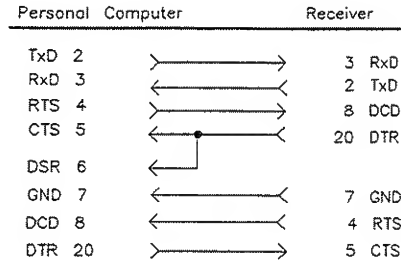 Personal Computer Receiver
TxD 2 3 RxD
RxD 3 2 TxD
RTS 4 8 DCD
CTS 5 20 DTR
DSR 6
GND 7 7 GND
DCD 8 4 RTS
DTR 20 5 CTS